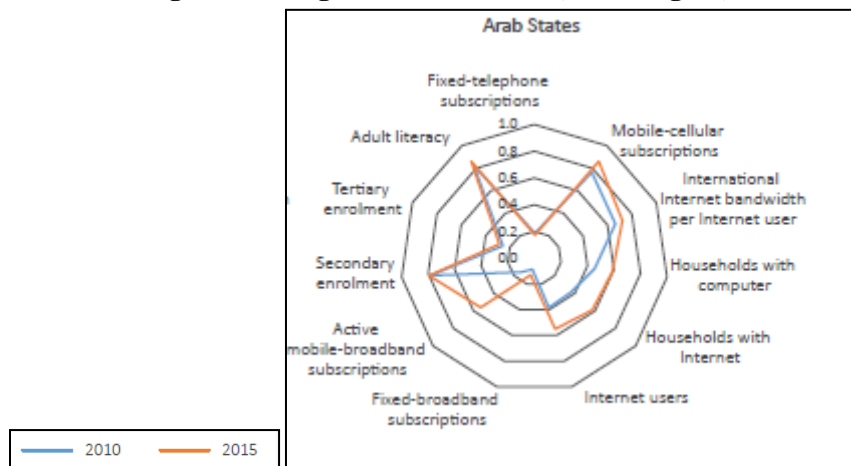 Arab States
Fixed-telephone
subscriptions
1.0
0.8
0.6
0.4
0.2
0.0
Mobile-cellular
subscriptions
International
Internet bandwidth
per Internet user
Households with
computer
Households with
Internet
Internet users
Fixed-broadband
subscriptions
Active
mobile-broadband
subscriptions
Secondary
enrolment
Tertiary
enrolment
Adult literacy
2010
2015